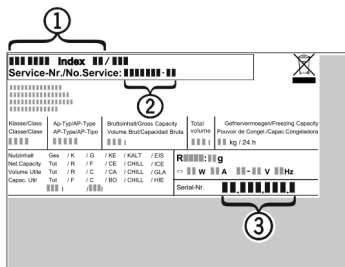 1
Index /
Service-Nr./No.Service: -
2
Klasse/Class Ap-Typ/AP-Type Bruttoinhalt/Gross Capacity Total Gefriervermoegen/Freezing Capacity
Classe/Classe AP-Type/AP-Tipo Volume Brut/Capacidad Bruta volume Pouvoir de Congel./Capac.Congeladora
l l kg / 24 h
Nutzinhalt Ges / K / G / KE / KALT / EIS
Net.Capacity Tot / R / F / CE / CHILL / ICE
Volume Utile Tot / R / C / CA / CHILL / GLA
Capac. Util Tot / F / C / BO / CHILL / HIE
l / l
R : g
W A - V Hz
Serial-Nr. . . .
3